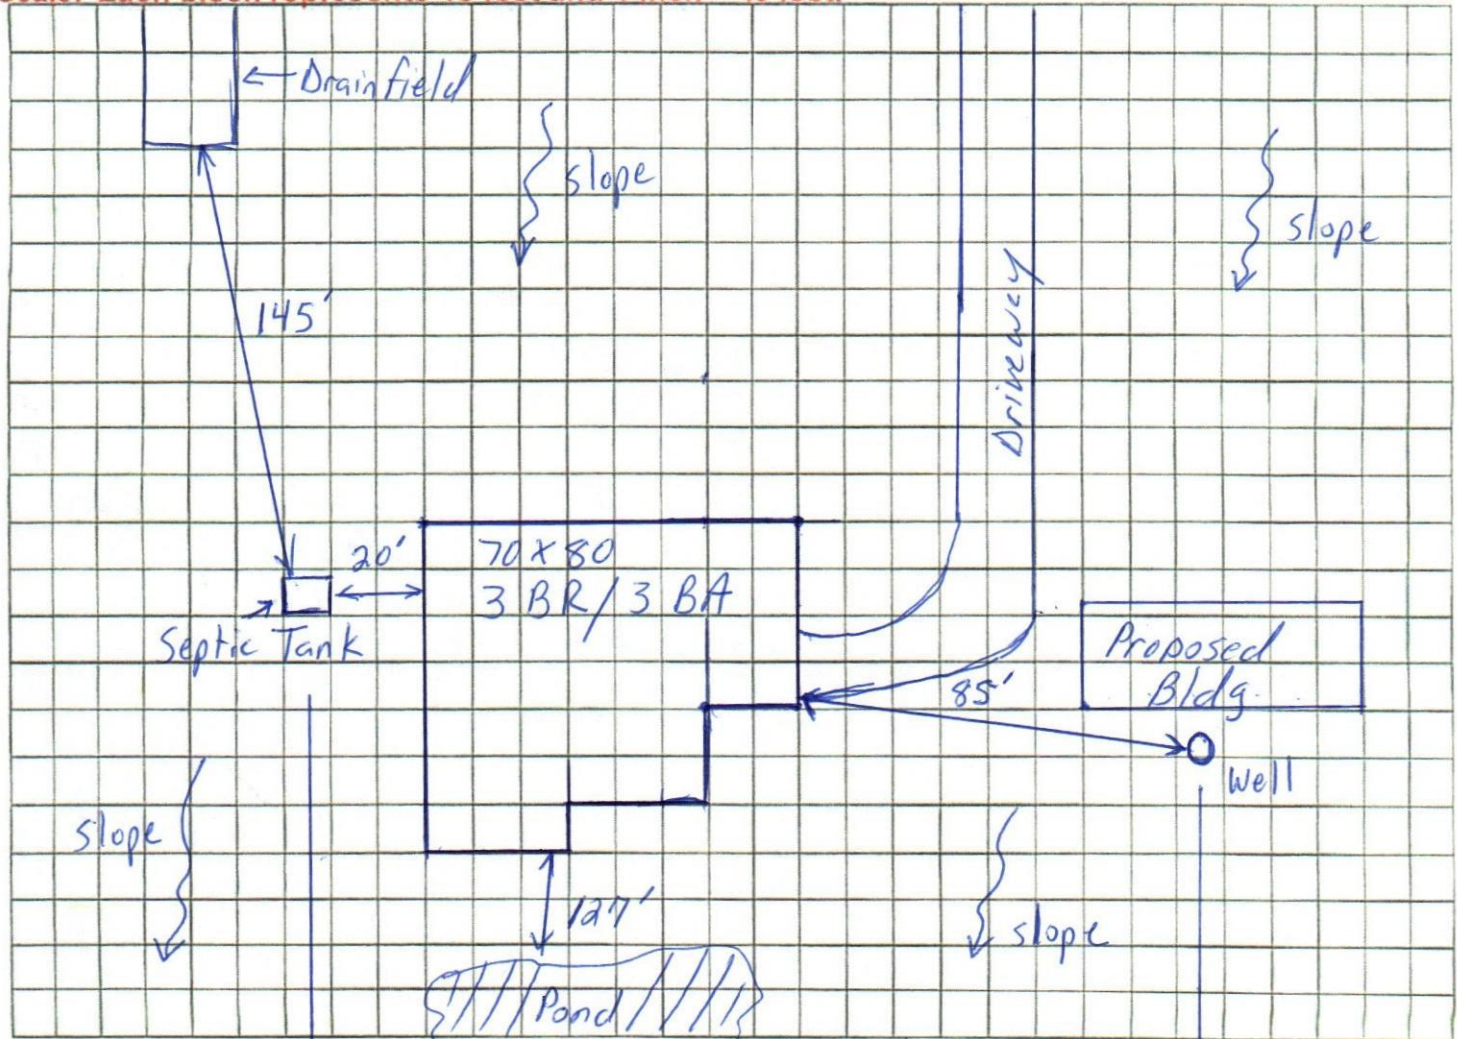 Drainfield
slope
slope
145'
Driveway
20'
70 X 80
3 BR/3 BA
Septic Tank
Proposed
Bldg.
85'
Well
slope
slope
127'
Pond